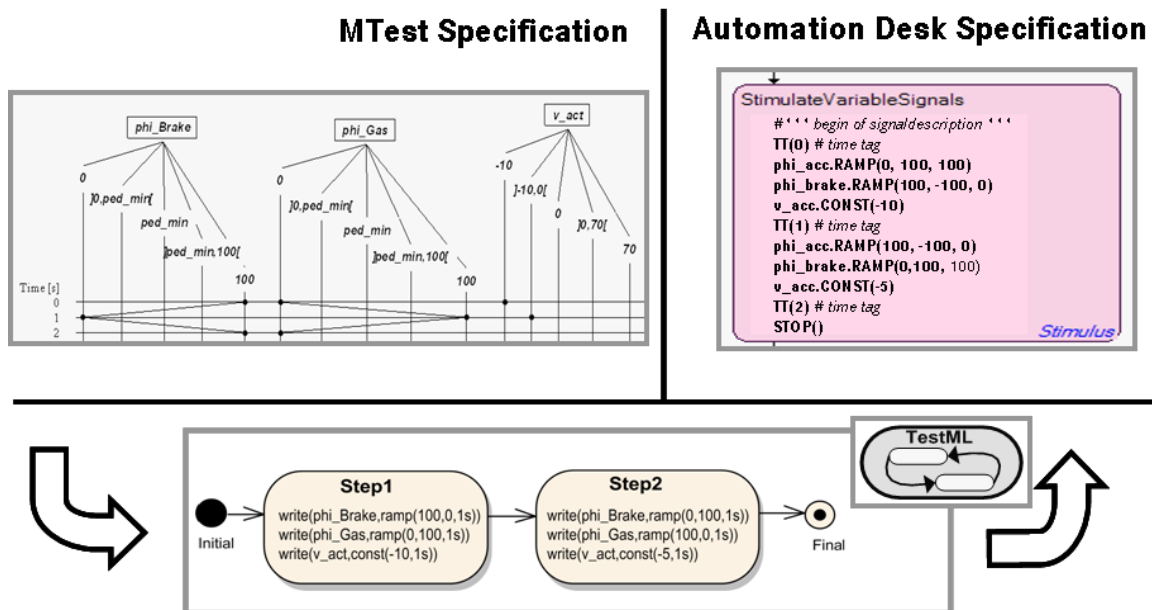 MTest Specification
phi_Brake
0
]0,ped_min[
ped_min
]ped_min,100[
100
phi_Gas
0
]0,ped_min[
ped_min
]ped_min,100[
100
v_act
-10
]-10,0[
0
]0,70[
70
Time [s]
0
1
2
Automation Desk Specification
StimulateVariableSignals
#‘‘‘ begin of signaldescription ‘‘‘
TT(0) # time tag
phi_acc.RAMP(0, 100, 100)
phi_brake.RAMP(100, -100, 0)
v_acc.CONST(-10)
TT(1) # time tag
phi_acc.RAMP(100, -100, 0)
phi_brake.RAMP(0,100, 100)
v_acc.CONST(-5)
TT(2) # time tag
STOP()
Stimulus
TestML
Initial
Step1
write(phi_Brake,ramp(100,0,1s))
write(phi_Gas,ramp(0,100,1s))
write(v_act,const(-10,1s))
Step2
write(phi_Brake,ramp(0,100,1s))
write(phi_Gas,ramp(100,0,1s))
write(v_act,const(-5,1s))
Final